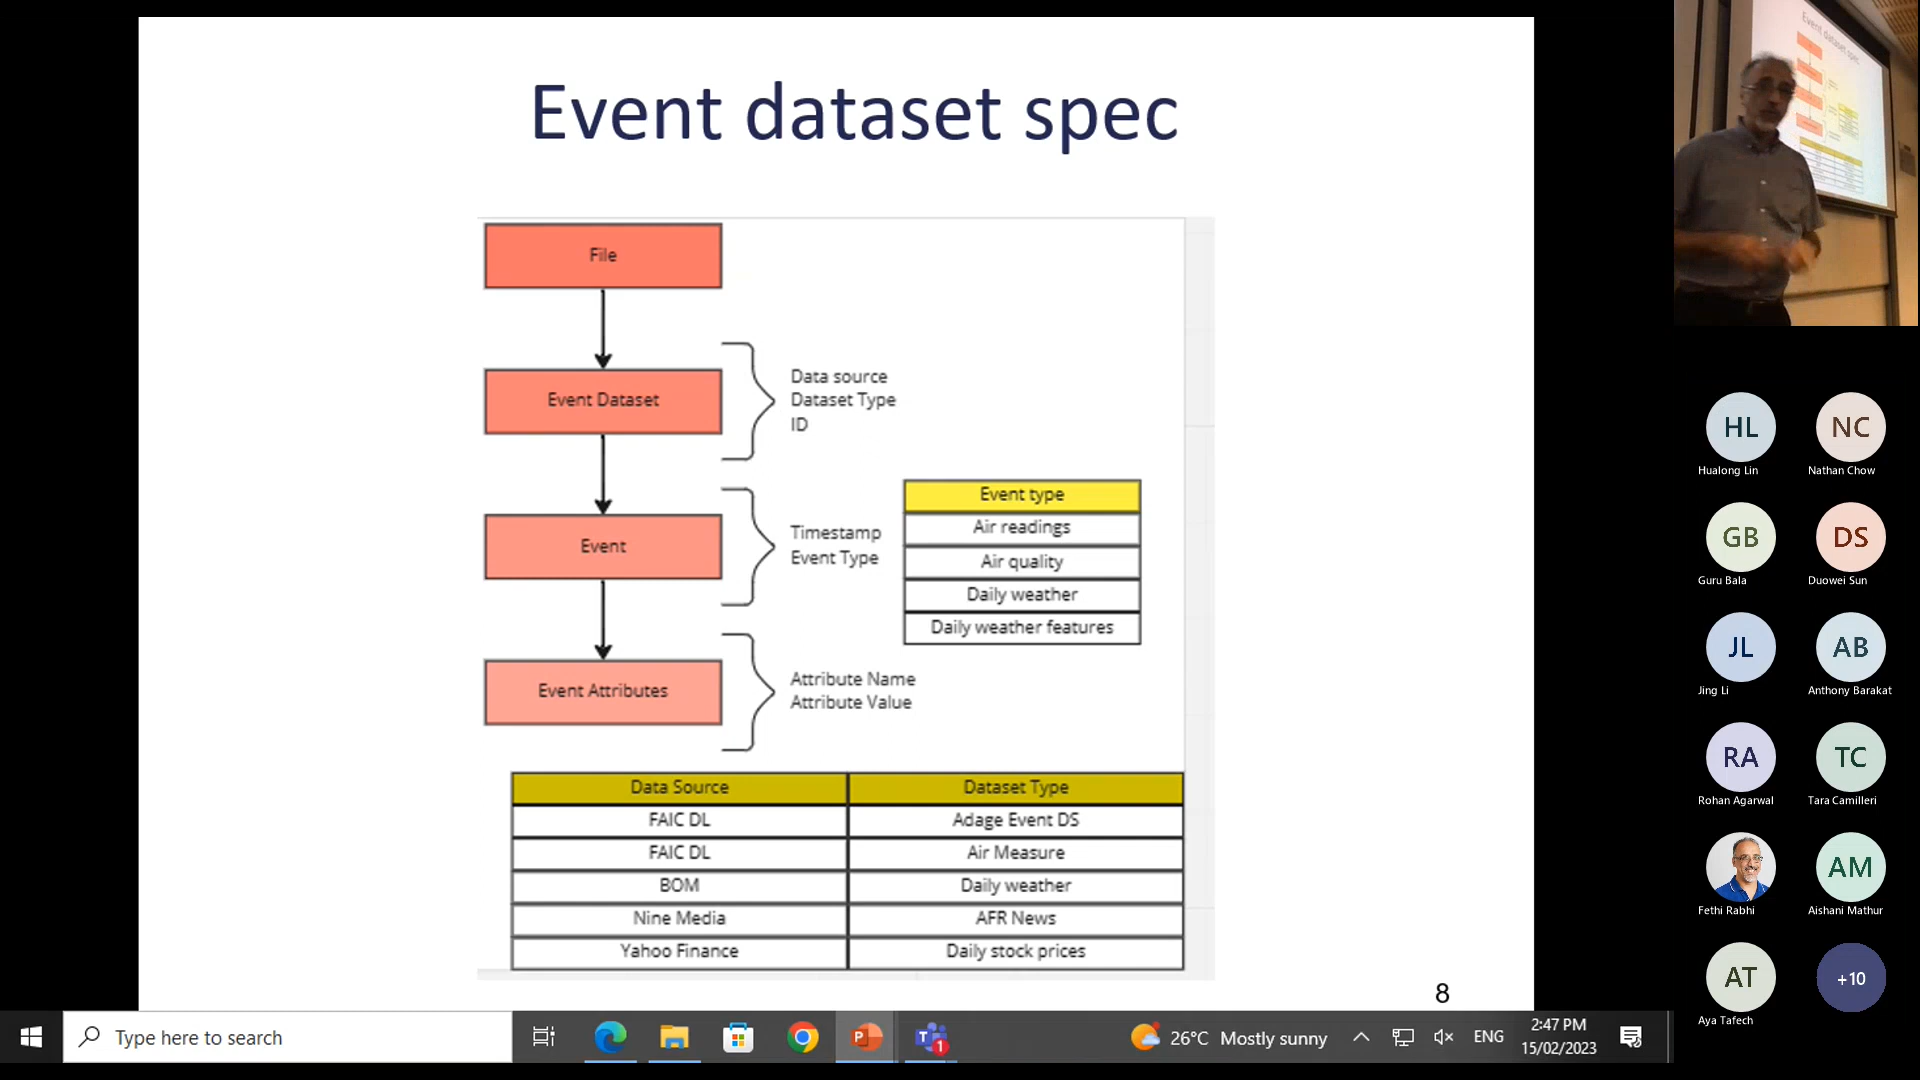 Event dataset spec
File
Event Dataset
Data source
Dataset Type
ID
Event
Timestamp
Event Type
Event type
Air readings
Air quality
Daily weather
Daily weather features
Event Attributes
Attribute Name
Attribute Value
Data Source Dataset Type
FAIC DL Adage Event DS
FAIC DL Air Measure
BOM Daily weather
Nine Media AFR News
Yahoo Finance Daily stock prices
8
Type here to search
1
26°C Mostly sunny
ENG
2:47 PM
15/02/2023
Event dataset spec
HL NC
Hualong Lin Nathan Chow
GB DS
Guru Bala Duowei Sun
JL AB
Jing Li Anthony Barakat
RA TC
Rohan Agarwal Tara Camilleri
AM
Fethi Rabhi Aishani Mathur
AT +10
Aya Tafech